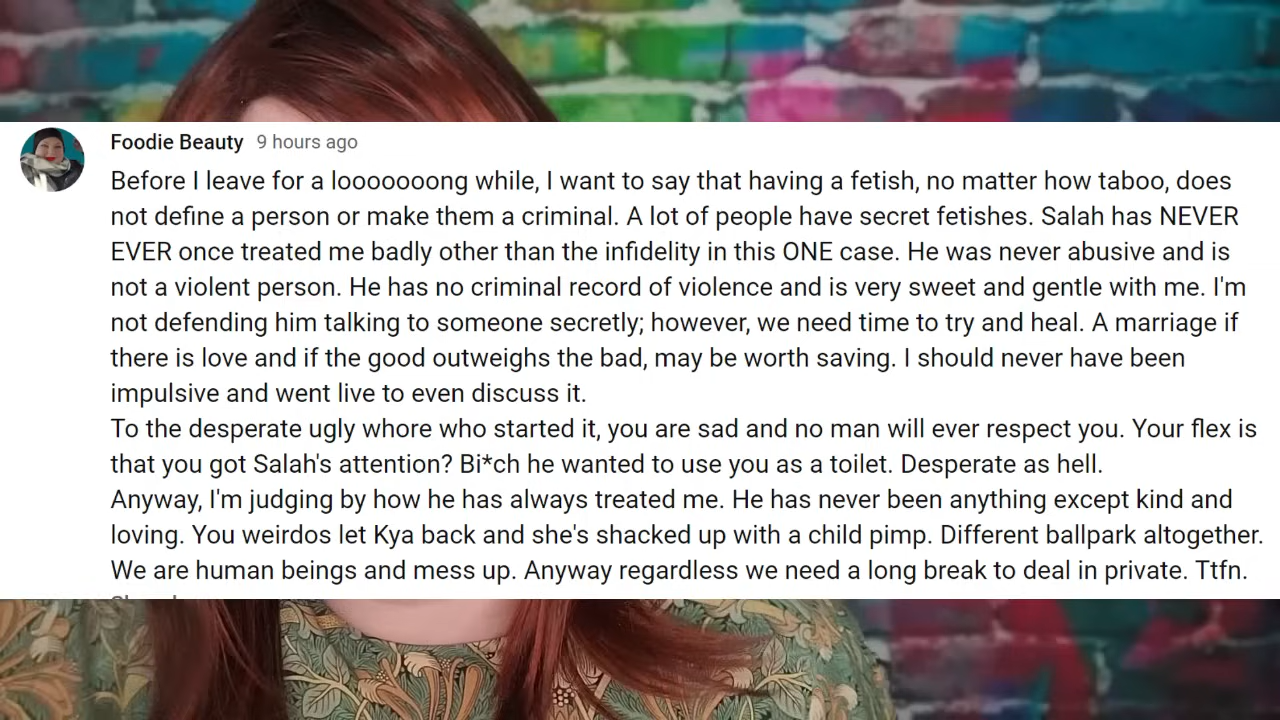 Foodie Beauty 9 hours ago
Before I leave for a looooooong while, I want to say that having a fetish, no matter how taboo, does
not define a person or make them a criminal. A lot of people have secret fetishes. Salah has NEVER
EVER once treated me badly other than the infidelity in this ONE case. He was never abusive and is
not a violent person. He has no criminal record of violence and is very sweet and gentle with me. I'm
not defending him talking to someone secretly; however, we need time to try and heal. A marriage if
there is love and if the good outweighs the bad, may be worth saving. I should never have been
impulsive and went live to even discuss it.
To the desperate ugly whore who started it, you are sad and no man will ever respect you. Your flex is
that you got Salah's attention? Bi*ch he wanted to use you as a toilet. Desperate as hell.
Anyway, I'm judging by how he has always treated me. He has never been anything except kind and
loving. You weirdos let Kya back and she's shacked up with a child pimp. Different ballpark altogether.
We are human beings and mess up. Anyway regardless we need a long break to deal in private. Ttfn.